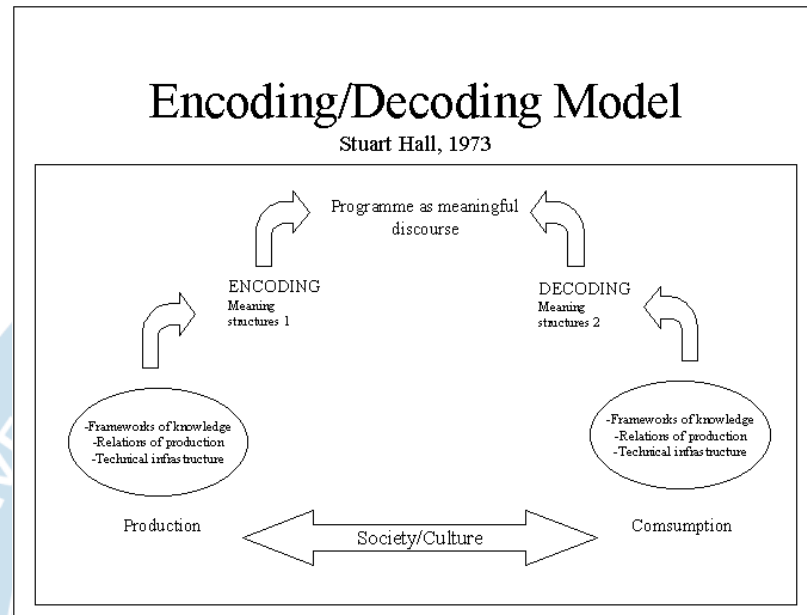 Encoding/Decoding Model
Stuart Hall, 1973
Programme as meaningful
discourse
ENCODING
Meaning
structures 1
DECODING
Meaning
structures 2
-Frameworks of knowledge
-Relations of production
-Technical infrastructure
-Frameworks of knowledge
-Relations of production
-Technical infrastructure
Production
Society/Culture
Comsumption